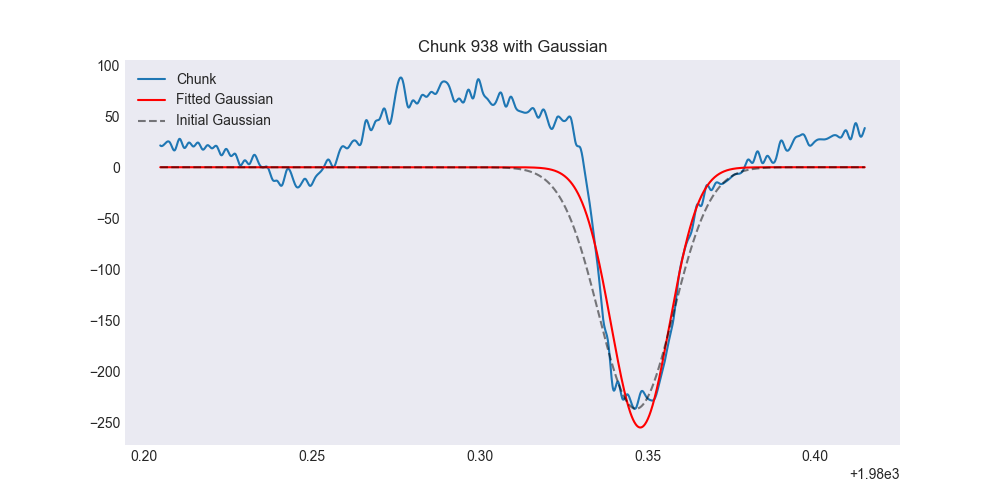 Chunk 938 with Gaussian
100
50
0
−50
−100
−150
−200
−250
Chunk
Fitted Gaussian
Initial Gaussian
0.20 0.25 0.30 0.35 0.40
+1.98e3